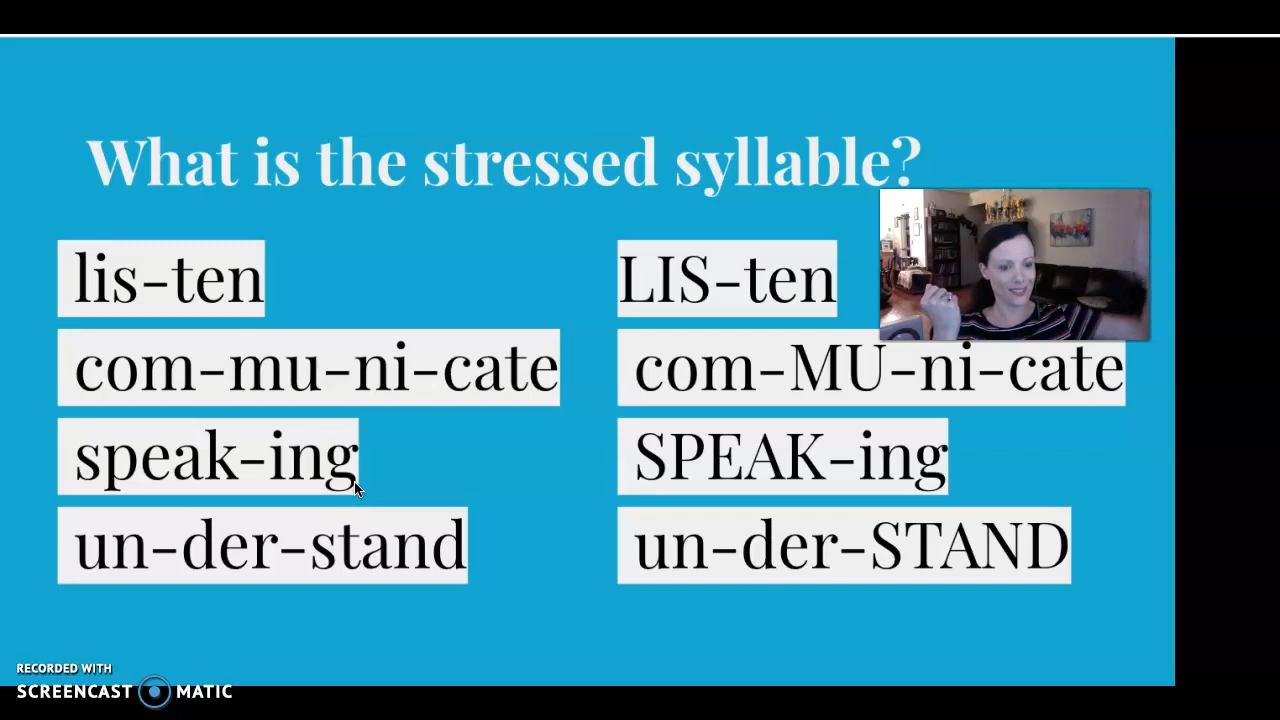 What is the stressed syllable?
lis-ten
LIS-ten
com-mu-ni-cate
com-MU-ni-cate
speak-ing
SPEAK-ing
un-der-stand
un-der-STAND
RECORDED WITH
SCREENCAST MATIC